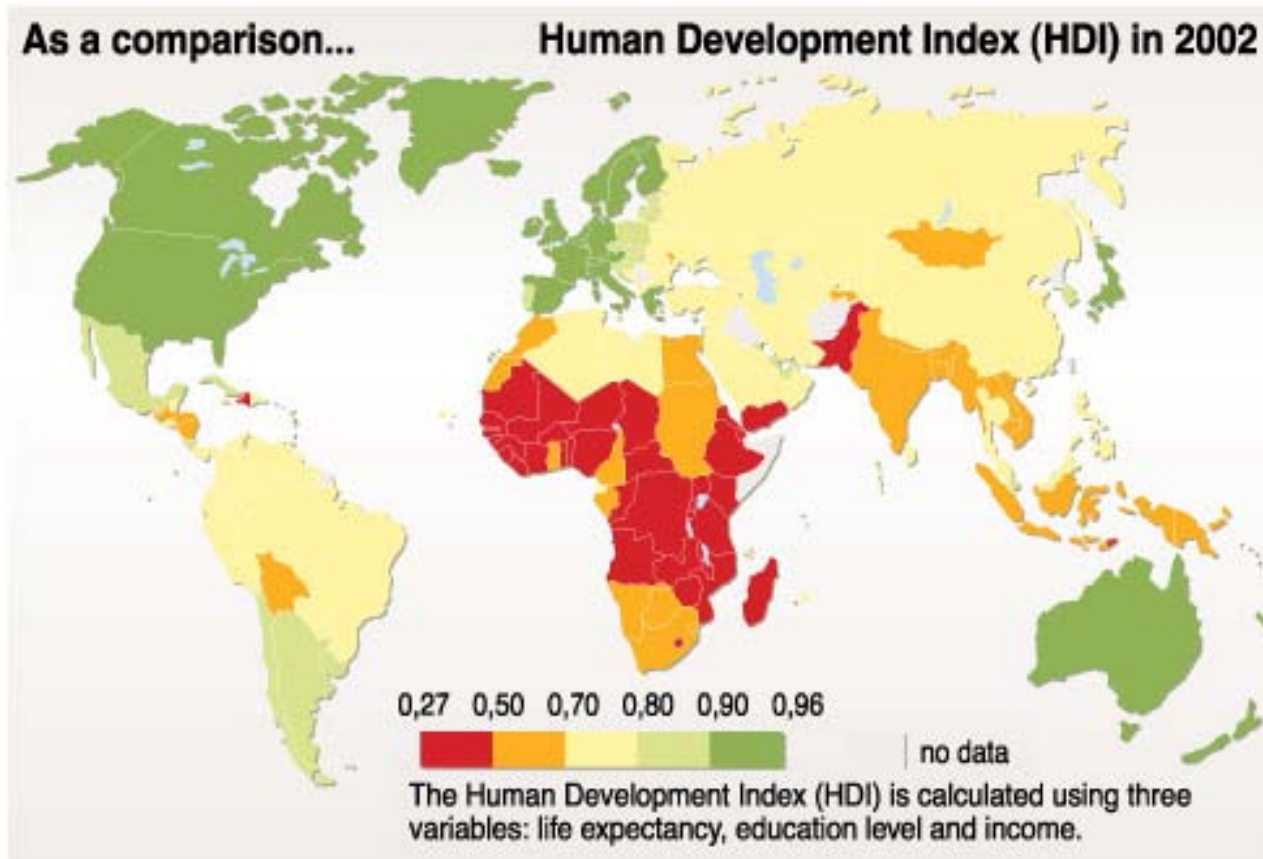 As a comparison...
Human Development Index (HDI) in 2002
0,27 0,50 0,70 0,80 0,90 0,96
no data
The Human Development Index (HDI) is calculated using three
variables: life expectancy, education level and income.